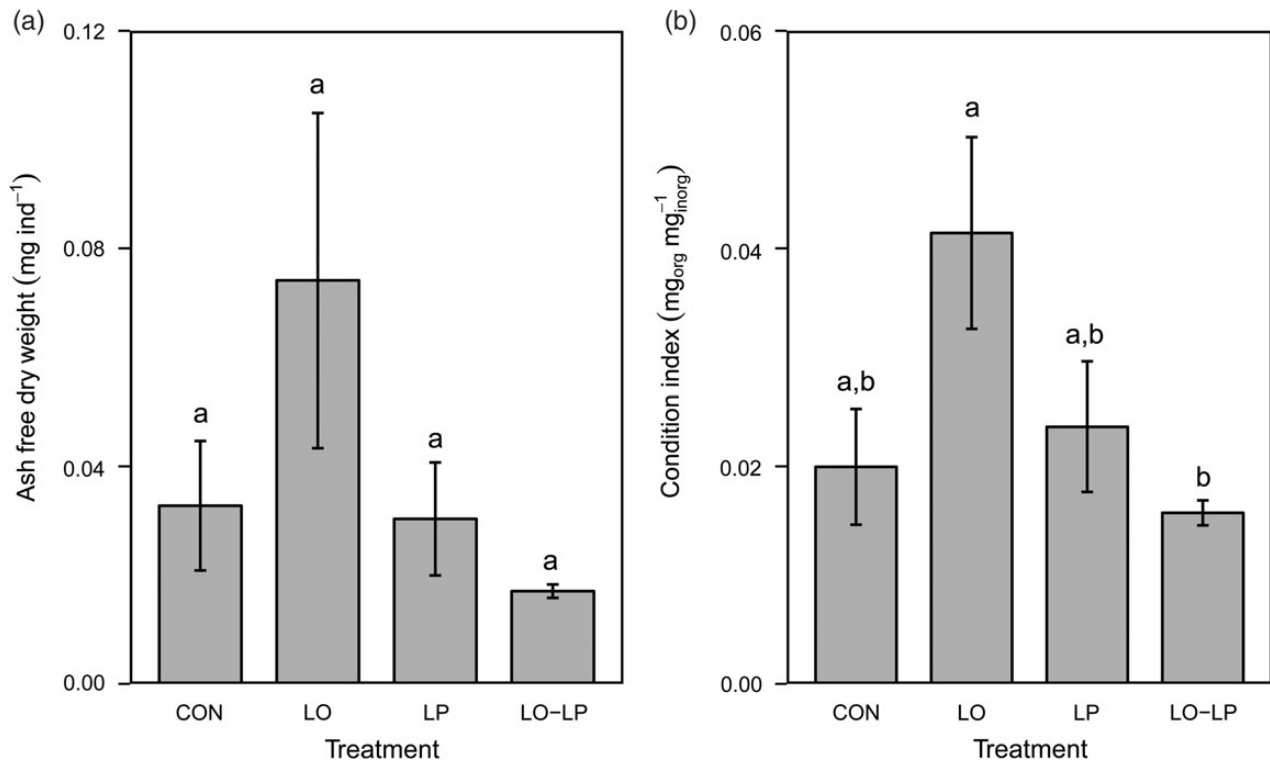 (a)
Ash free dry weight (mg ind⁻¹)
0.12
0.08
0.04
0.00
a
a
a
a
CON LO LP LO−LP
Treatment
(b)
Condition index (mg_org mg⁻¹_inorg)
0.06
0.04
0.02
0.00
a,b
a
a,b
b
CON LO LP LO−LP
Treatment